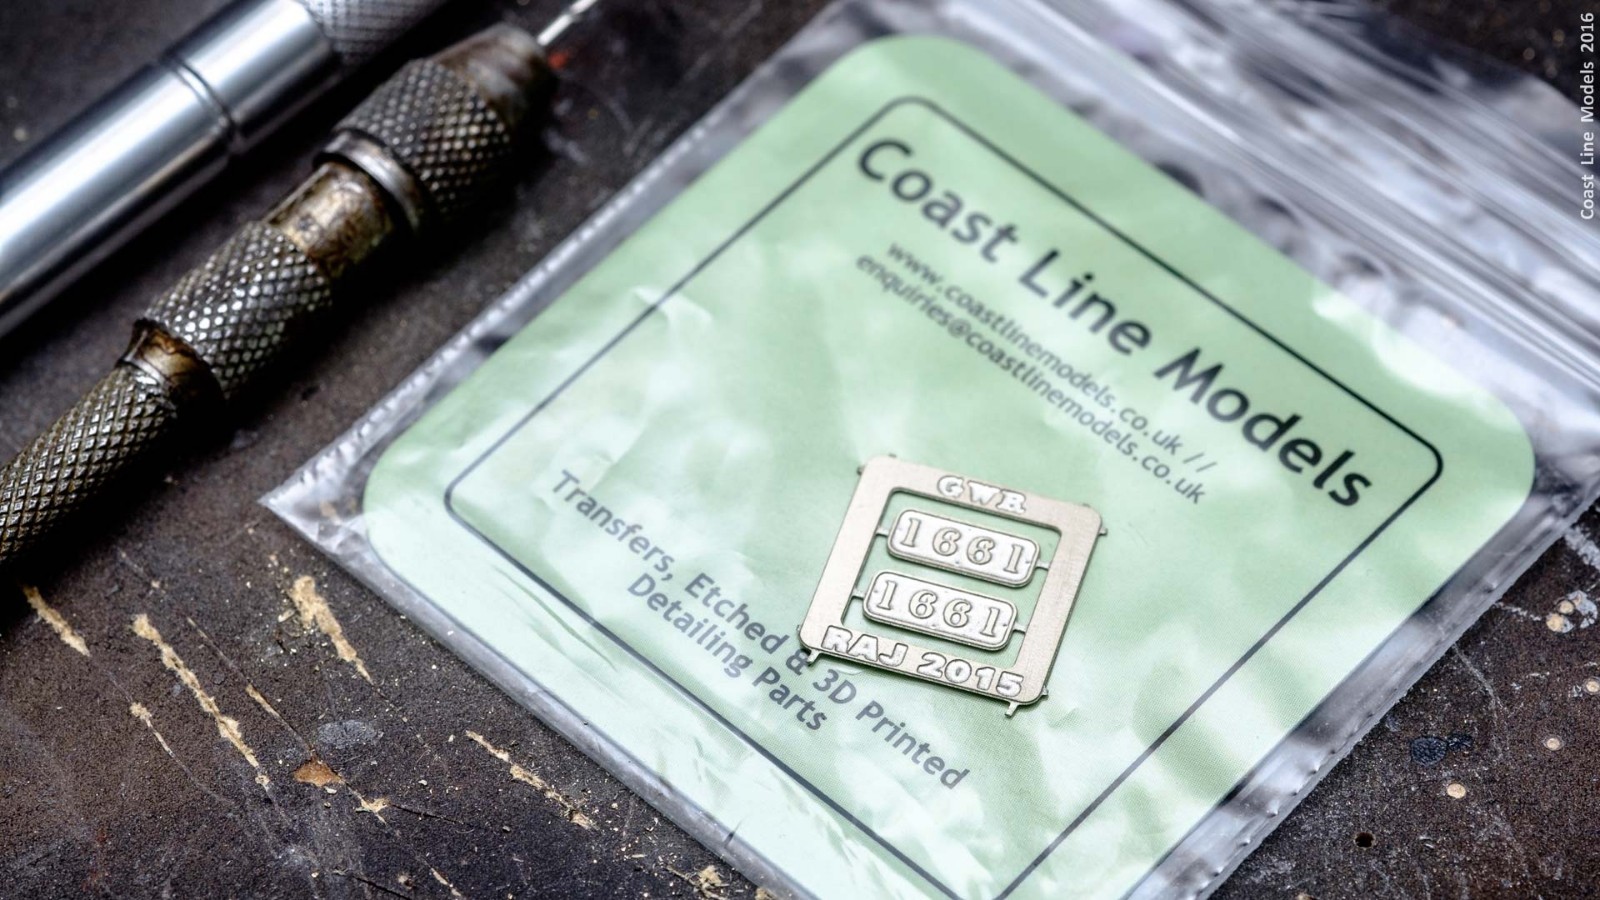 Coast Line Models
www.coastlinemodels.co.uk //
enquiries@coastlinemodels.co.uk
GWR
1661
1661
RAJ 2015
Transfers, Etched & 3D Printed
Detailing Parts
Coast Line Models 2016